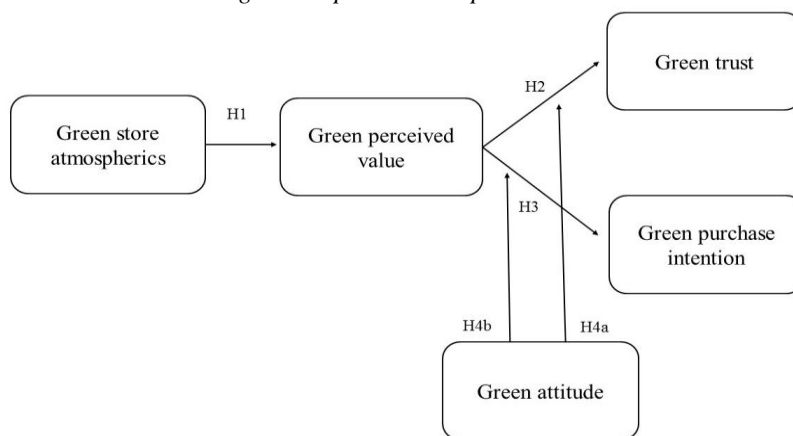 Green trust
H2
H1
Green store
atmospherics
Green perceived
value
H3
Green purchase
intention
H4b
H4a
Green attitude